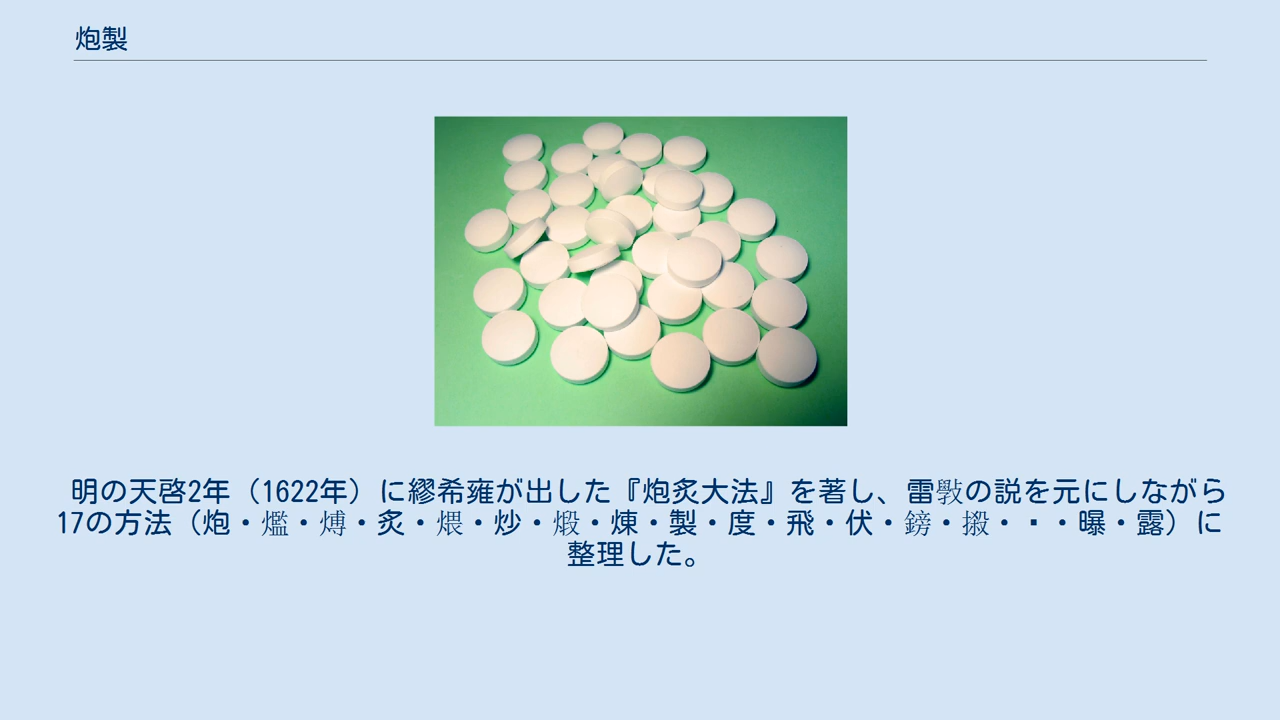 炮製
明の天啓2年（1622年）に繆希雍が出した『炮炙大法』を著し、雷斅の説を元にしながら
17の方法（炮・爁・煿・炙・煨・炒・煅・煉・製・度・飛・伏・鎊・摋・▪・・曝・露）に
整理した。